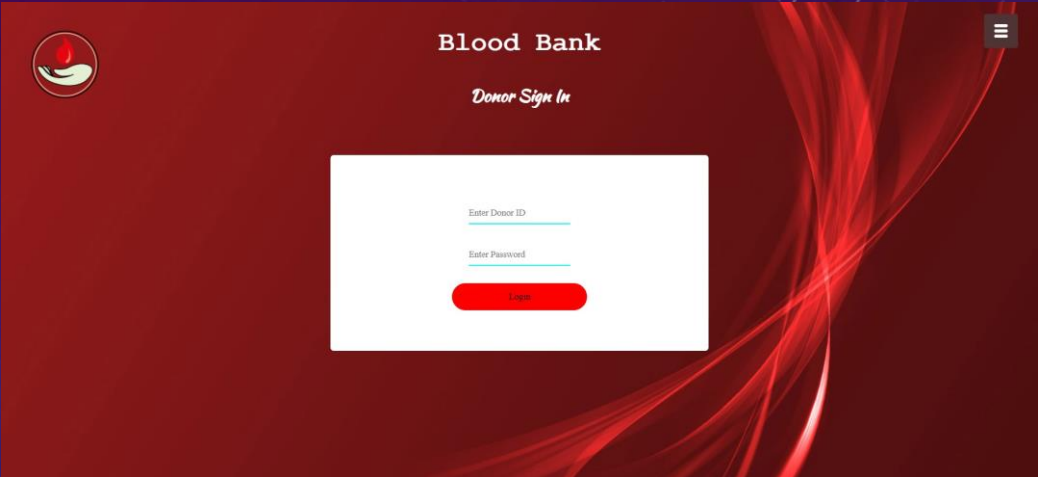 Blood Bank
Donor Sign In
Enter Donor ID
Enter Password
Login